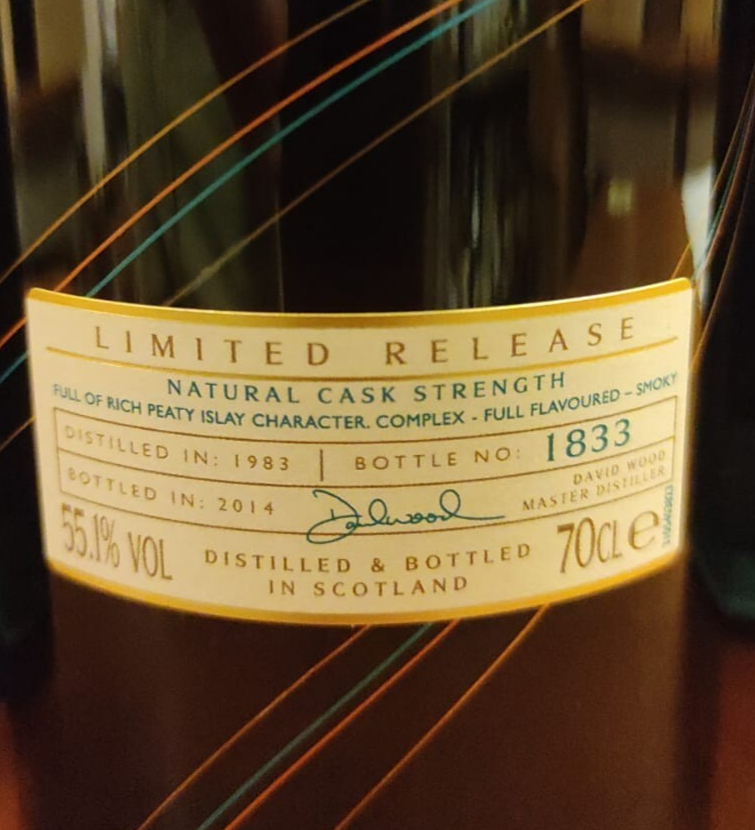 LIMITED RELEASE
NATURAL CASK STRENGTH
FULL OF RICH PEATY ISLAY CHARACTER. COMPLEX - FULL FLAVOURED – SMOKY
DISTILLED IN: 1983 | BOTTLE NO: 1833
BOTTLED IN: 2014
DAVID WOOD
MASTER DISTILLER
55.1% VOL
DISTILLED & BOTTLED
IN SCOTLAND
70CL e